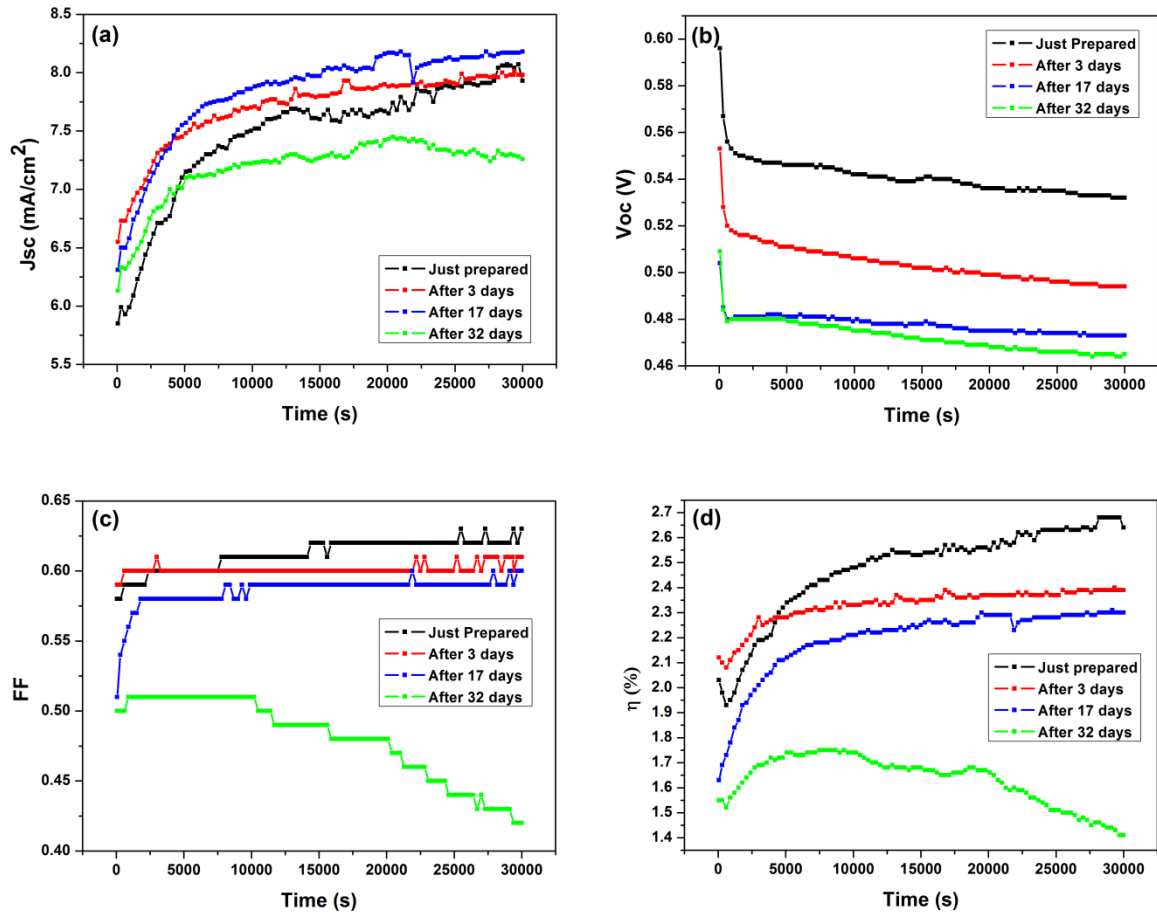 (a)
8.5
8.0
7.5
7.0
6.5
6.0
5.5
Jsc (mA/cm²)
0 5000 10000 15000 20000 25000 30000
Time (s)
Just prepared
After 3 days
After 17 days
After 32 days
(b)
0.60
0.58
0.56
0.54
0.52
0.50
0.48
0.46
Voc (V)
0 5000 10000 15000 20000 25000 30000
Time (s)
Just Prepared
After 3 days
After 17 days
After 32 days
(c)
0.65
0.60
0.55
0.50
0.45
0.40
FF
0 5000 10000 15000 20000 25000 30000
Time (s)
Just Prepared
After 3 days
After 17 days
After 32 days
(d)
2.7
2.6
2.5
2.4
2.3
2.2
2.1
2.0
1.9
1.8
1.7
1.6
1.5
1.4
η (%)
0 5000 10000 15000 20000 25000 30000
Time (s)
Just prepared
After 3 days
After 17 days
After 32 days